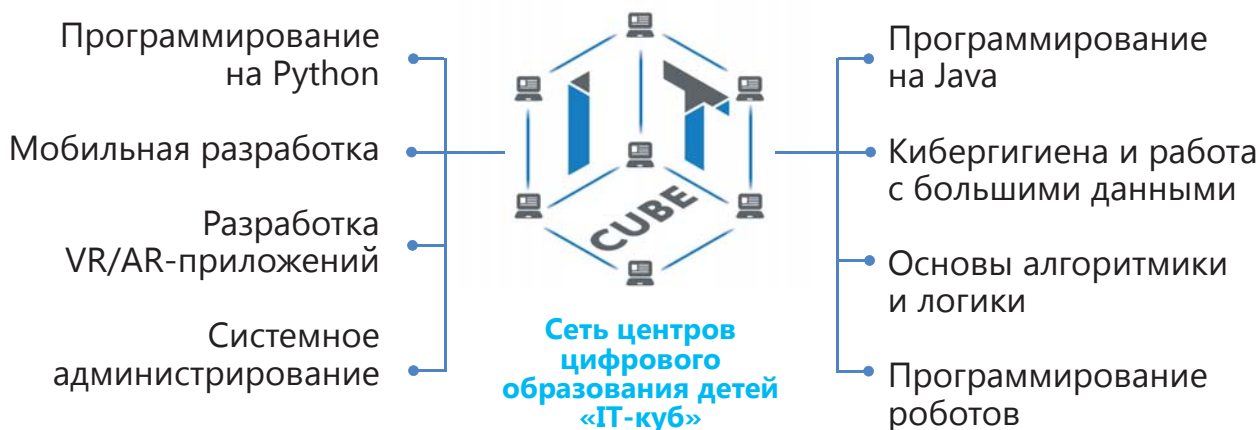 Программирование
на Python
Мобильная разработка
Разработка
VR/AR-приложений
Системное
администрирование
IT
CUBE
Сеть центров
цифрового
образования детей
«IT-куб»
Программирование
на Java
Кибергигиена и работа
с большими данными
Основы алгоритмики
и логики
Программирование
роботов